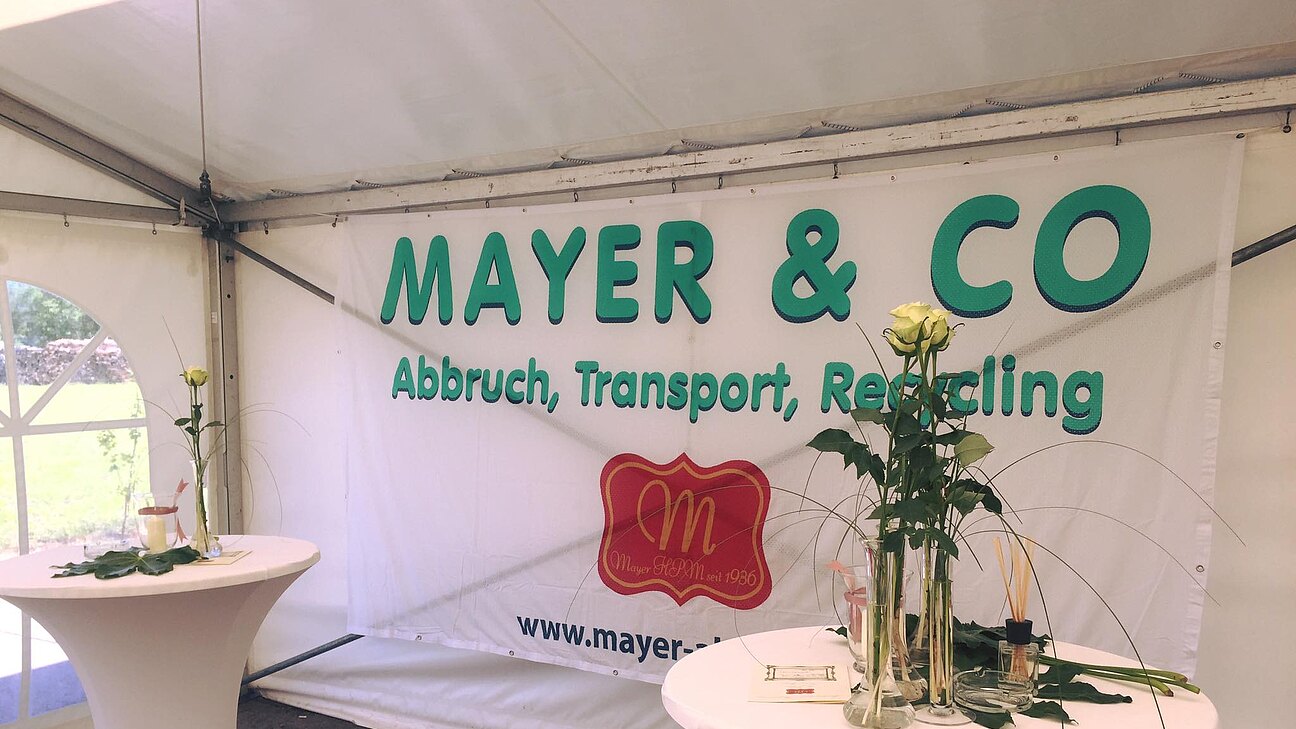 MAYER & CO
Abbruch, Transport, Recycling
M
Mayer HPM seit 1936
www.mayer-a